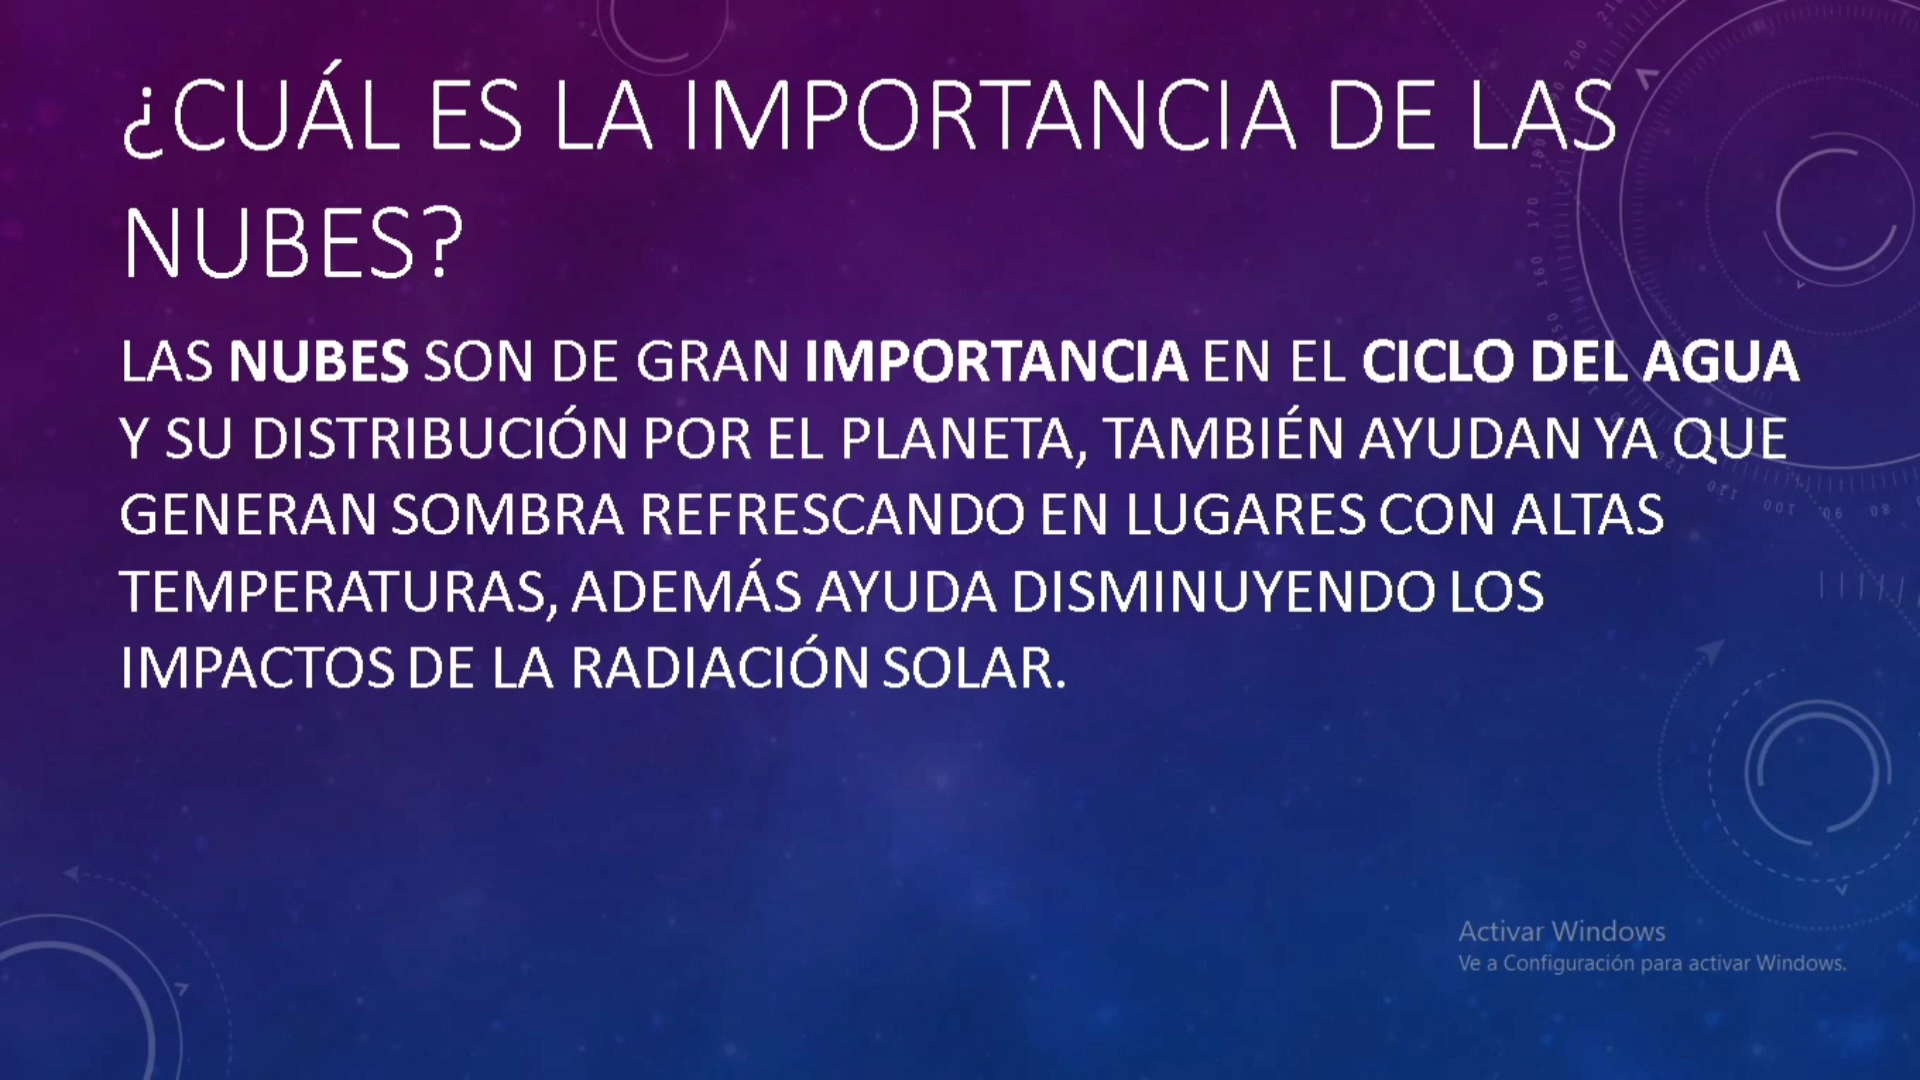 ¿CUÁL ES LA IMPORTANCIA DE LAS
NUBES?
LAS NUBES SON DE GRAN IMPORTANCIA EN EL CICLO DEL AGUA
Y SU DISTRIBUCIÓN POR EL PLANETA, TAMBIÉN AYUDAN YA QUE
GENERAN SOMBRA REFRESCANDO EN LUGARES CON ALTAS
TEMPERATURAS, ADEMÁS AYUDA DISMINUYENDO LOS
IMPACTOS DE LA RADIACIÓN SOLAR.
Activar Windows
Ve a Configuración para activar Windows.